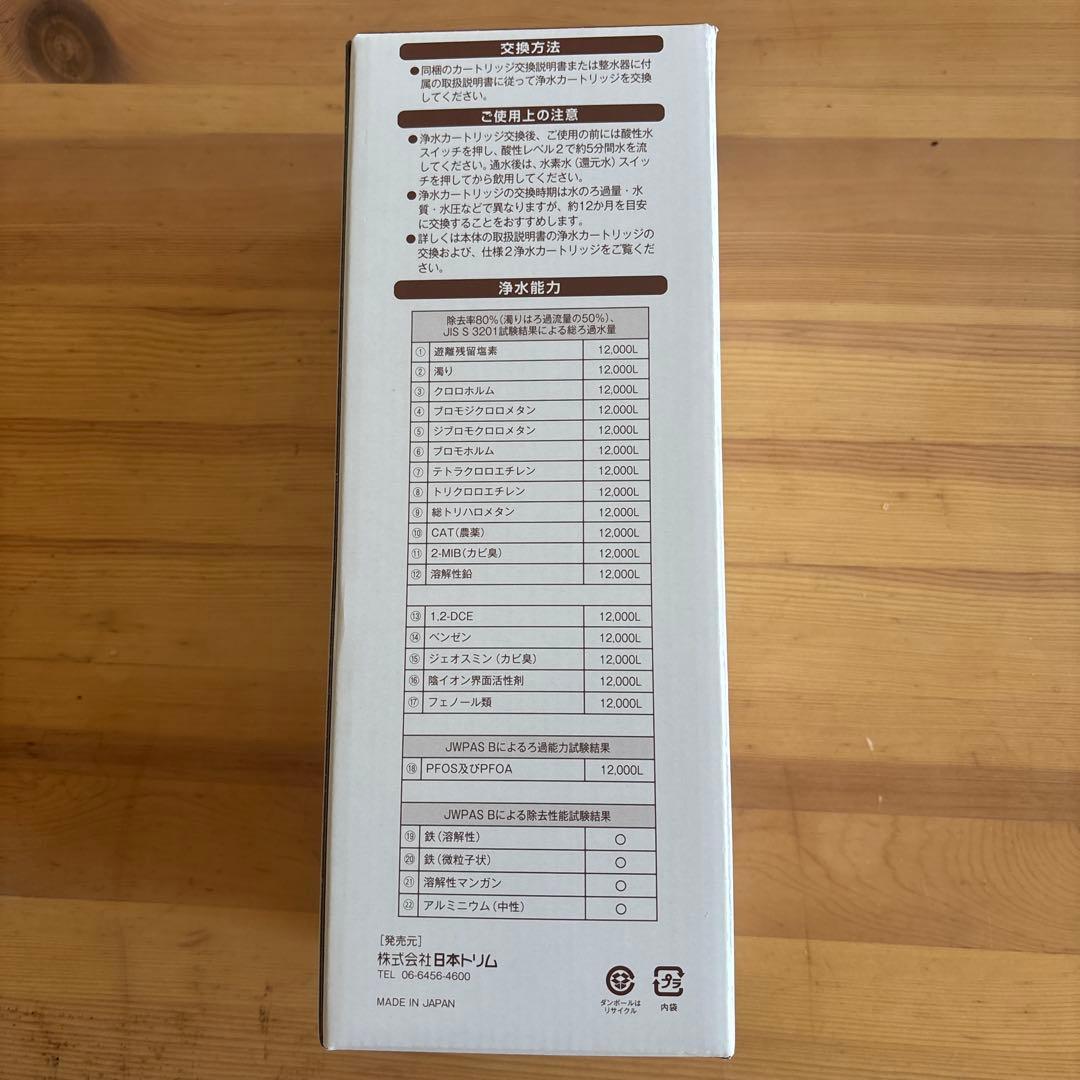 交換方法
●同梱のカートリッジ交換説明書または整水器に付
属の取扱説明書に従って浄水カートリッジを交換
してください。
ご使用上の注意
●浄水カートリッジ交換後、ご使用の前には酸性水
スイッチを押し、酸性レベル2で約5分間水を流
してください。通水後は、水素水(還元水)スイッ
チを押してから飲用してください。
●浄水カートリッジの交換時期は水のろ過量・水
質・水圧などで異なりますが、約12か月を目安
に交換することをおすすめします。
●詳しくは本体の取扱説明書の浄水カートリッジの
交換および、仕様2浄水カートリッジをご覧くだ
さい。
浄水能力
除去率80%(濁りはろ過流量の50%)、
JIS S 3201試験結果による総ろ過水量
① 遊離残留塩素 12,000L
② 濁り 12,000L
③ クロロホルム 12,000L
④ ブロモジクロロメタン 12,000L
⑤ ジブロモクロロメタン 12,000L
⑥ ブロモホルム 12,000L
⑦ テトラクロロエチレン 12,000L
⑧ トリクロロエチレン 12,000L
⑨ 総トリハロメタン 12,000L
⑩ CAT(農薬) 12,000L
⑪ 2-MIB(カビ臭) 12,000L
⑫ 溶解性鉛 12,000L
⑬ 1,2-DCE 12,000L
⑭ ベンゼン 12,000L
⑮ ジェオスミン(カビ臭) 12,000L
⑯ 陰イオン界面活性剤 12,000L
⑰ フェノール類 12,000L
JWPAS Bによるろ過能力試験結果
⑱ PFOS及びPFOA 12,000L
JWPAS Bによる除去性能試験結果
⑲ 鉄(溶解性) ○
⑳ 鉄(微粒子状) ○
㉑ 溶解性マンガン ○
㉒ アルミニウム(中性) ○
[発売元]
株式会社日本トリム
TEL 06-6456-4600
MADE IN JAPAN
ダンボールは
リサイクル
プラ
内袋